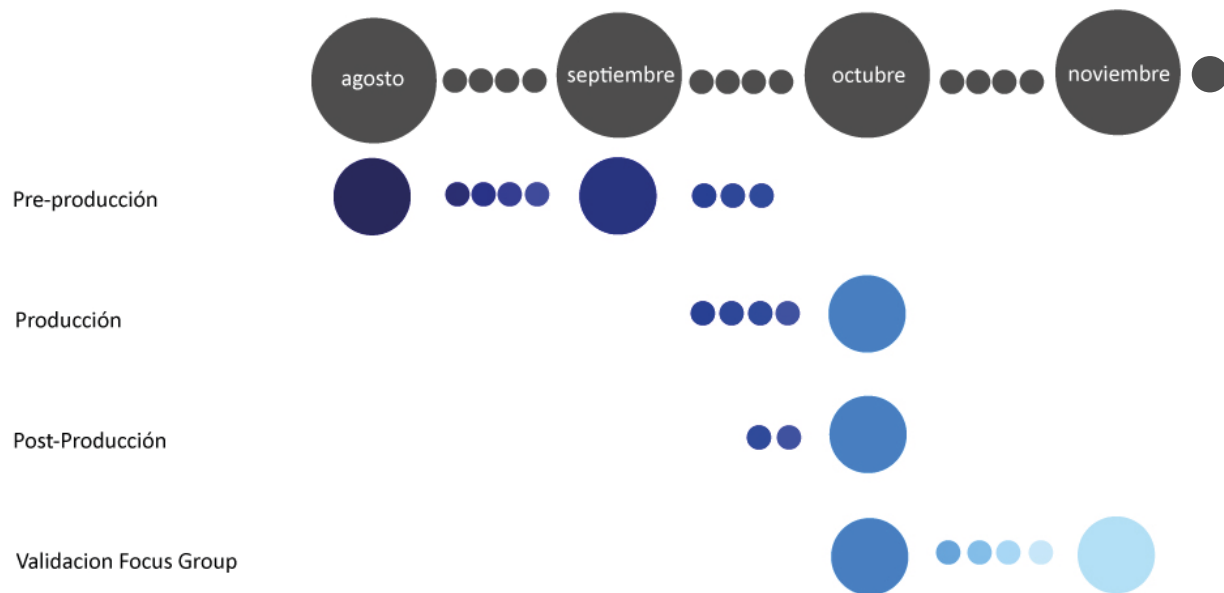 agosto
septiembre
octubre
noviembre
Pre-producción
Producción
Post-Producción
Validacion Focus Group